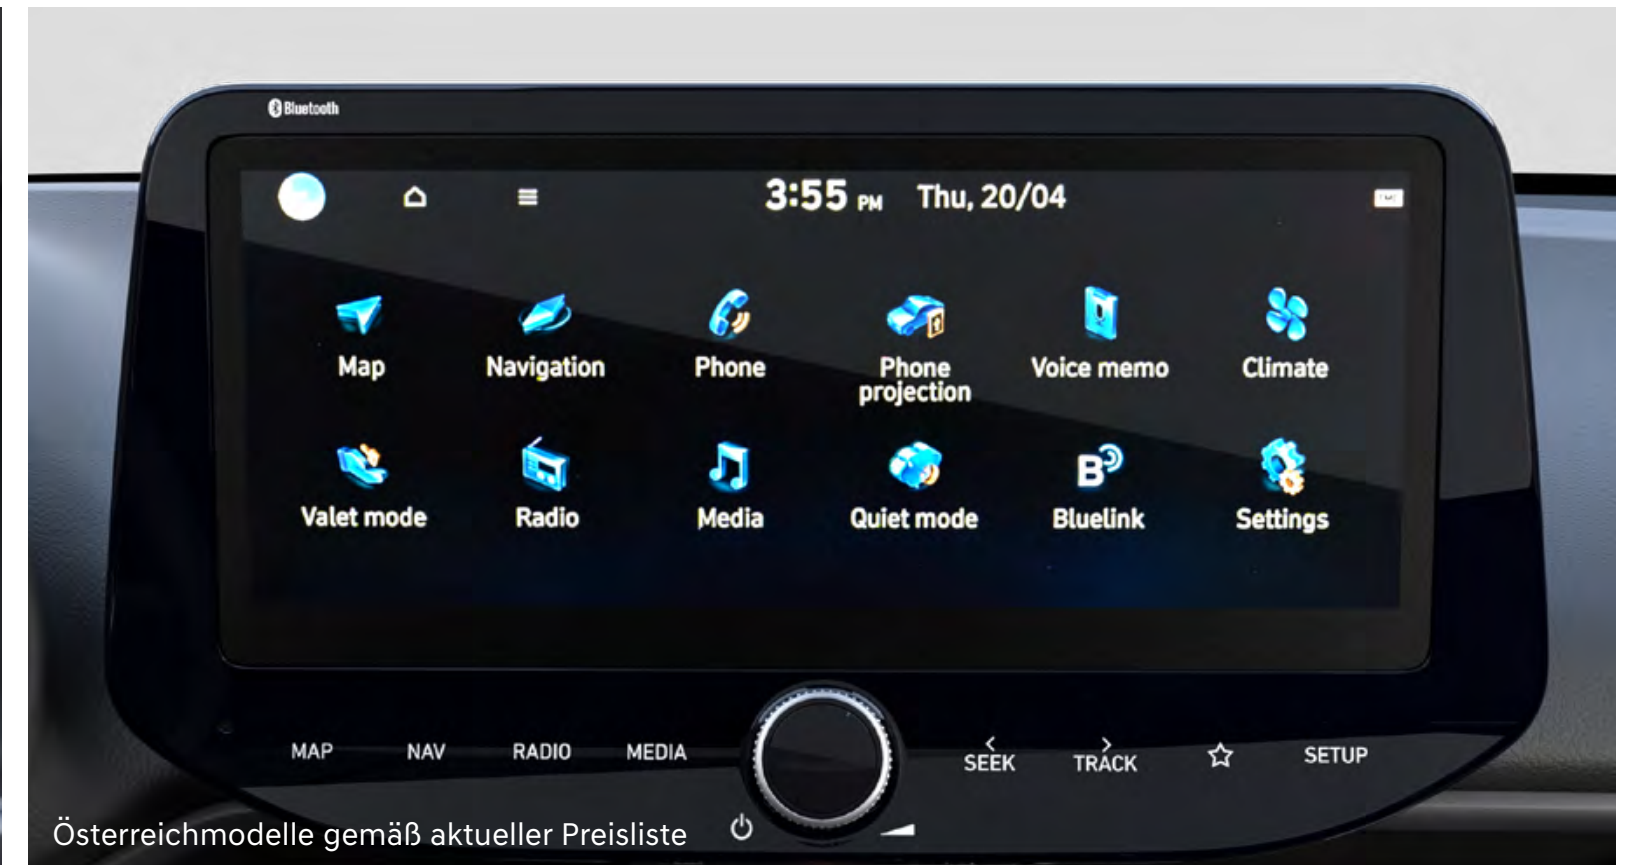 Bluetooth
3:55 PM Thu, 20/04
Map
Navigation
Phone
Phone
projection
Voice memo
Climate
Valet mode
Radio
Media
Quiet mode
B
Bluelink
Settings
MAP
NAV
RADIO
MEDIA
SEEK
TRACK
SETUP
Österreichmodelle gemäß aktueller Preisliste